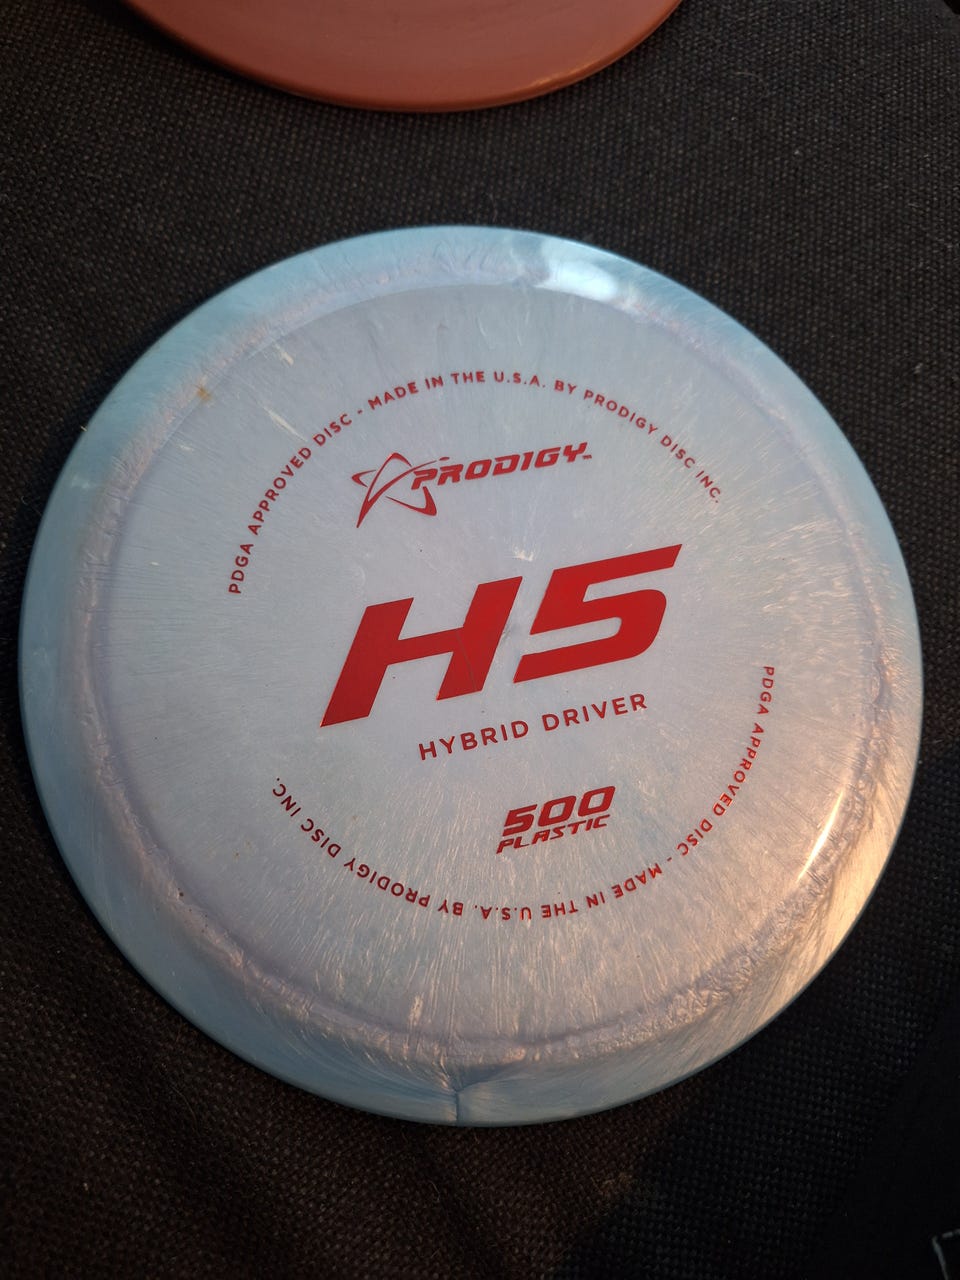 PDGA APPROVED DISC - MADE IN THE U.S.A. BY PRODIGY DISC INC.
PRODIGY™
H5
HYBRID DRIVER
500
PLASTIC
PDGA APPROVED DISC - MADE IN THE U.S.A. BY PRODIGY DISC INC.